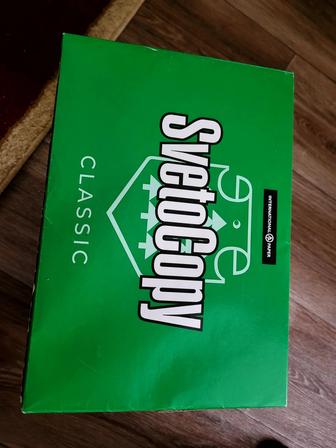 INTERNATIONAL PAPER
SvetoCopy
CLASSIC